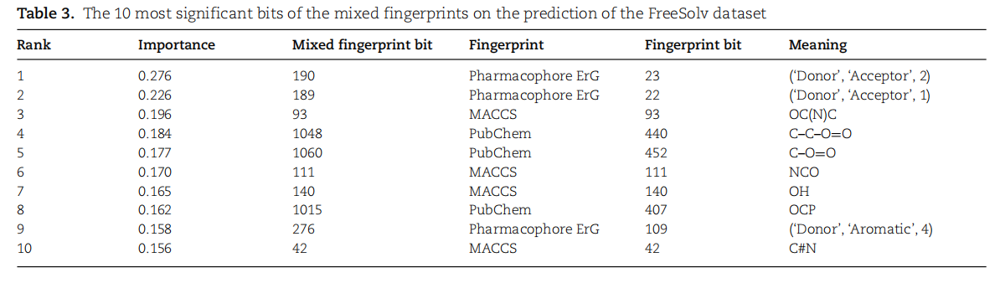 Table 3. The 10 most significant bits of the mixed fingerprints on the prediction of the FreeSolv dataset
Rank Importance Mixed fingerprint bit Fingerprint Fingerprint bit Meaning
1 0.276 190 Pharmacophore ErG 23 (‘Donor’, ‘Acceptor’, 2)
2 0.226 189 Pharmacophore ErG 22 (‘Donor’, ‘Acceptor’, 1)
3 0.196 93 MACCS 93 OC(N)C
4 0.184 1048 PubChem 440 C–C–O=O
5 0.177 1060 PubChem 452 C–O=O
6 0.170 111 MACCS 111 NCO
7 0.165 140 MACCS 140 OH
8 0.162 1015 PubChem 407 OCP
9 0.158 276 Pharmacophore ErG 109 (‘Donor’, ‘Aromatic’, 4)
10 0.156 42 MACCS 42 C#N